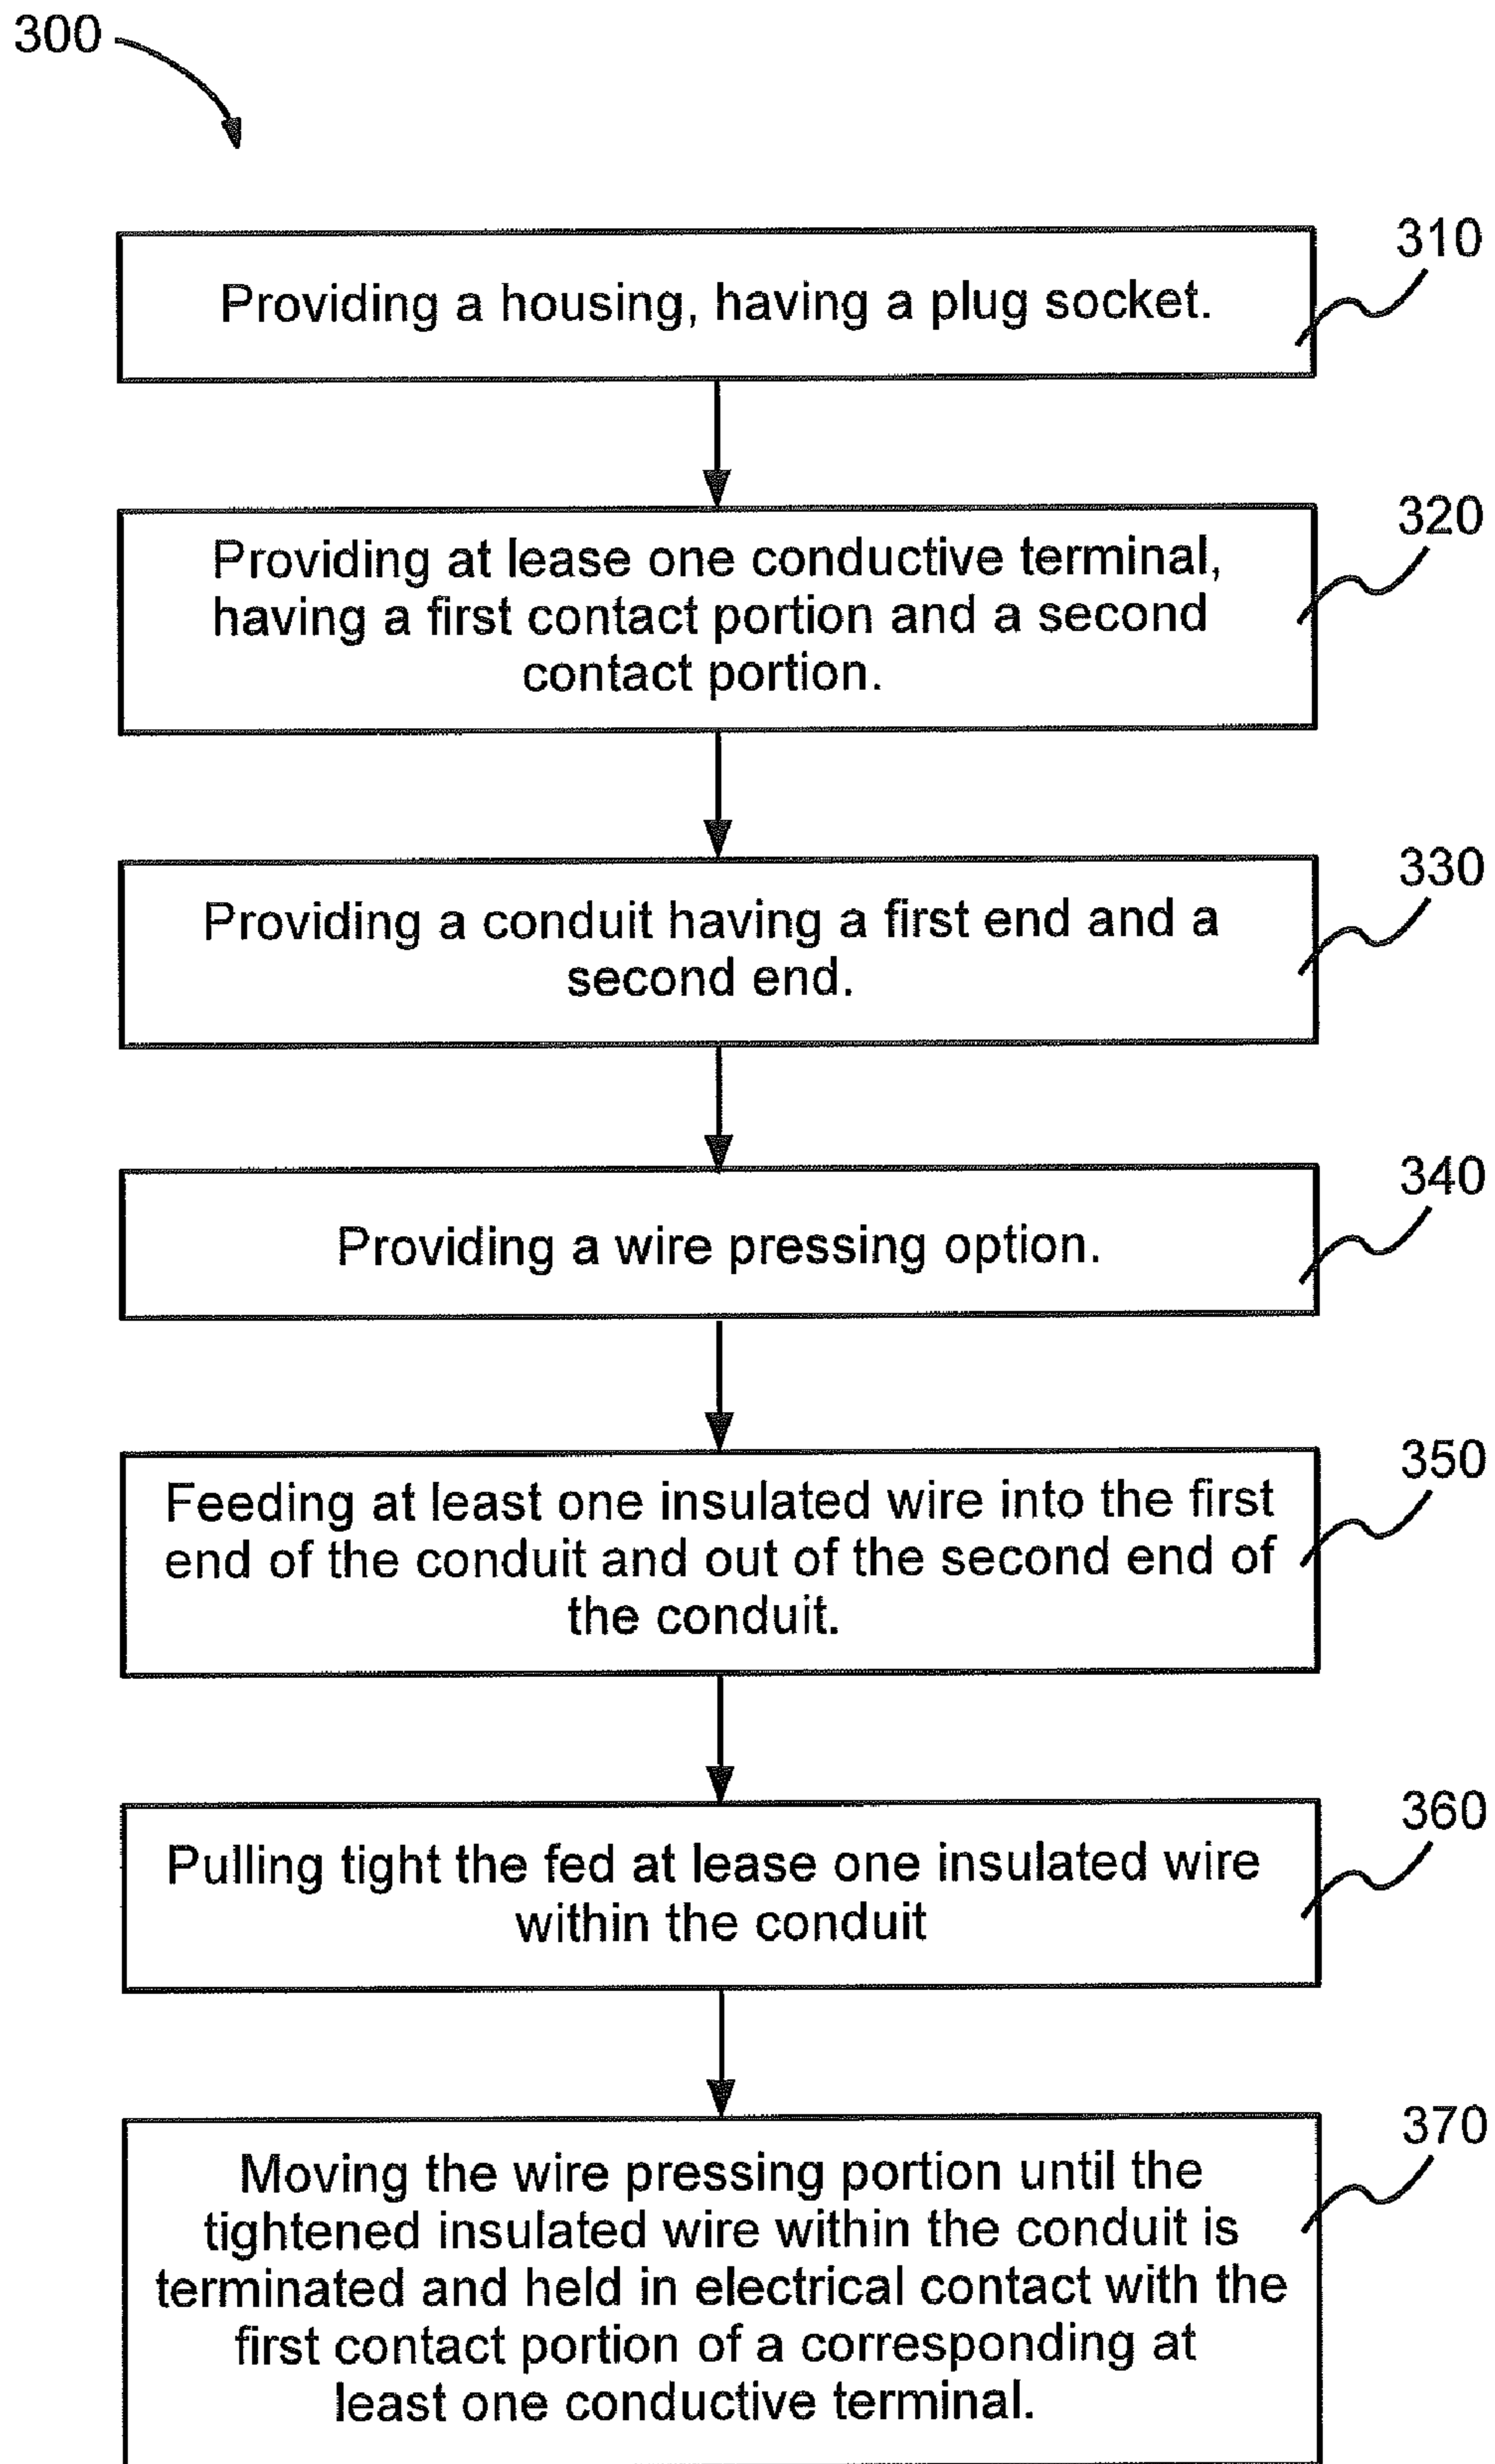 300
310
Providing a housing, having a plug socket.
320
Providing at lease one conductive terminal,
having a first contact portion and a second
contact portion.
330
Providing a conduit having a first end and a
second end.
340
Providing a wire pressing option.
350
Feeding at least one insulated wire into the first
end of the conduit and out of the second end of
the conduit.
360
Pulling tight the fed at lease one insulated wire
within the conduit
370
Moving the wire pressing portion until the
tightened insulated wire within the conduit is
terminated and held in electrical contact with the
first contact portion of a corresponding at
least one conductive terminal.